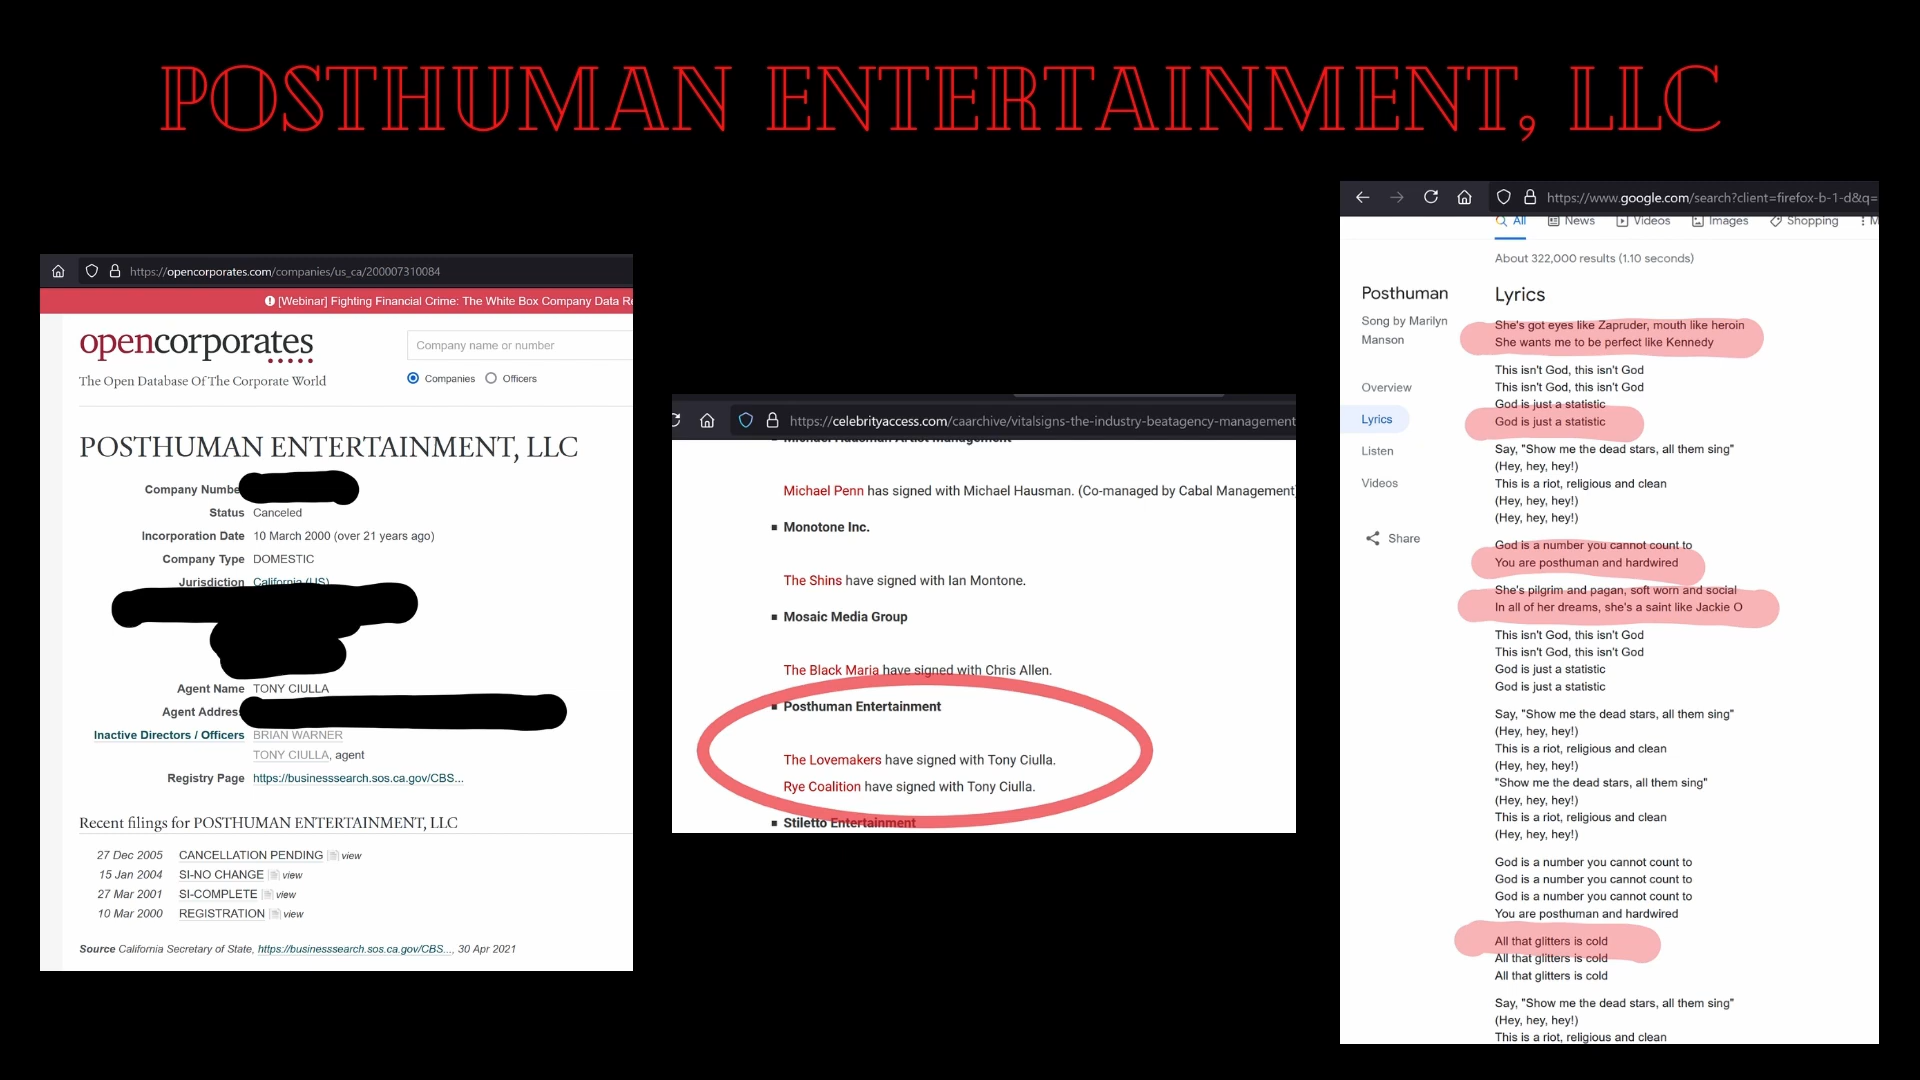 POSTHUMAN ENTERTAINMENT, LLC
https://opencorporates.com/companies/us_ca/200007310084
[Webinar] Fighting Financial Crime: The White Box Company Data
opencorporates
Company name or number
The Open Database Of The Corporate World
Companies Officers
POSTHUMAN ENTERTAINMENT, LLC
Company
Status Canceled
Incorporation Date 10 March 2000 (over 21 years ago)
Company Type DOMESTIC
Jurisdiction California (US)
Agent Name TONY CIULLA
Agent
Inactive Directors / Officers BRIAN WARNER
TONY CIULLA, agent
Registry Page https://businesssearch.sos.ca.gov/CBS...
Recent filings for POSTHUMAN ENTERTAINMENT, LLC
27 Dec 2005 CANCELLATION PENDING view
15 Jan 2004 SI-NO CHANGE view
27 Mar 2001 SI-COMPLETE view
10 Mar 2000 REGISTRATION view
Source California Secretary of State, https://businesssearch.sos.ca.gov/CBS..., 30 Apr 2021
https://celebrityaccess.com/caarchive/vitalsigns-the-industry-beatagency-management
Michael Hausman Artist Management
Michael Penn has signed with Michael Hausman. (Co-managed by Cabal Management)
Monotone Inc.
The Shins have signed with Ian Montone.
Mosaic Media Group
The Black Maria have signed with Chris Allen.
Posthuman Entertainment
The Lovemakers have signed with Tony Ciulla.
Rye Coalition have signed with Tony Ciulla.
Stiletto Entertainment
https://www.google.com/search?client=firefox-b-1-d&q=
All News Videos Images Shopping M
About 322,000 results (1.10 seconds)
Posthuman
Song by Marilyn
Manson
Overview
Lyrics
Listen
Videos
Share
Lyrics
She's got eyes like Zapruder, mouth like heroin
She wants me to be perfect like Kennedy
This isn't God, this isn't God
This isn't God, this isn't God
God is just a statistic
God is just a statistic
Say, "Show me the dead stars, all them sing"
(Hey, hey, hey!)
This is a riot, religious and clean
(Hey, hey, hey!)
(Hey, hey, hey!)
God is a number you cannot count to
You are posthuman and hardwired
She's pilgrim and pagan, soft worn and social
In all of her dreams, she's a saint like Jackie O
This isn't God, this isn't God
This isn't God, this isn't God
God is just a statistic
God is just a statistic
Say, "Show me the dead stars, all them sing"
(Hey, hey, hey!)
This is a riot, religious and clean
(Hey, hey, hey!)
"Show me the dead stars, all them sing"
(Hey, hey, hey!)
This is a riot, religious and clean
(Hey, hey, hey!)
God is a number you cannot count to
God is a number you cannot count to
God is a number you cannot count to
You are posthuman and hardwired
All that glitters is cold
All that glitters is cold
All that glitters is cold
Say, "Show me the dead stars, all them sing"
(Hey, hey, hey!)
This is a riot, religious and clean